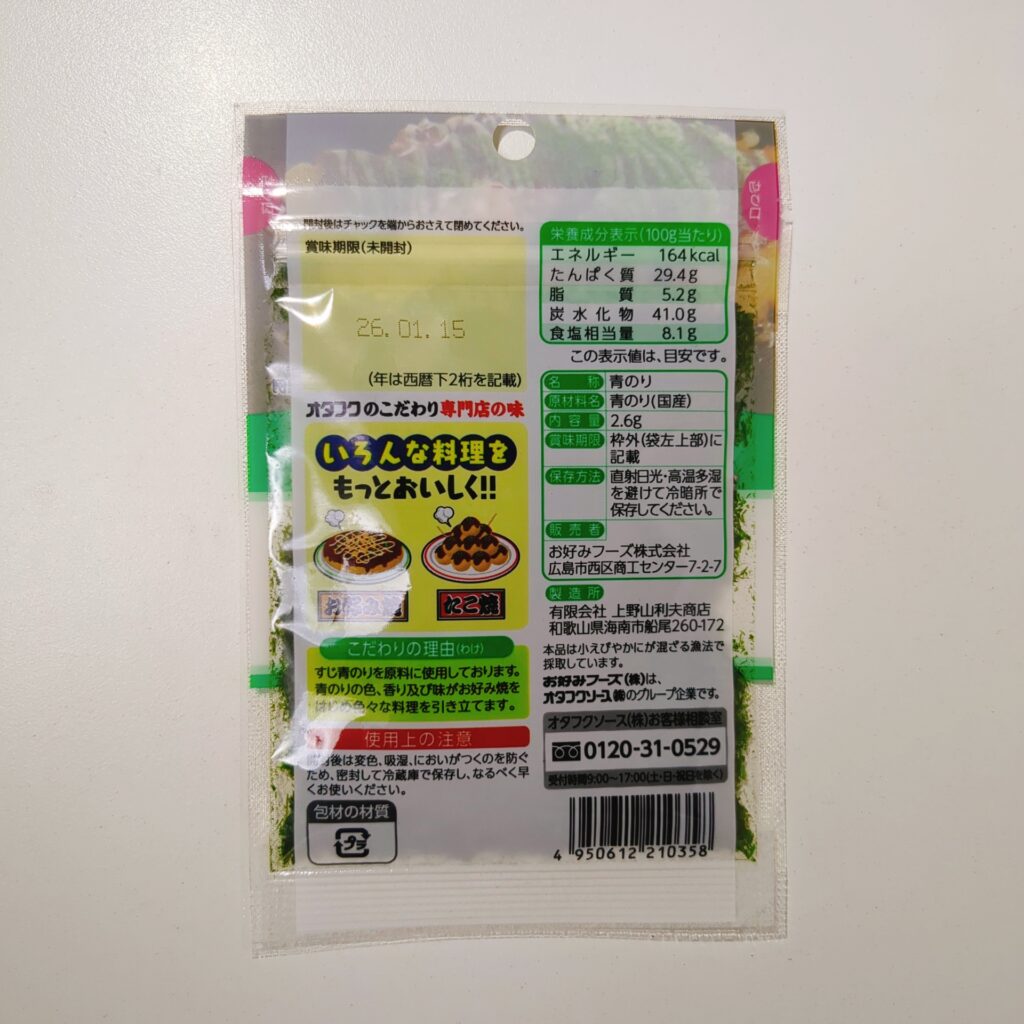 開封後はチャックを端からおさえて閉めてください。
賞味期限(未開封)
26.01.15
(年は西暦下2桁を記載)
オタフクのこだわり専門店の味
いろんな料理を
もっとおいしく!!
お好み焼
たこ焼
こだわりの理由(わけ)
すじ青のりを原料に使用しております。
青のりの色、香り及び味がお好み焼を
はじめ色々な料理を引き立てます。
使用上の注意
開封後は変色、吸湿、においがつくのを防ぐ
ため、密封して冷蔵庫で保存し、なるべく早
くお使いください。
包材の材質
プラ
栄養成分表示(100g当たり)
エネルギー 164kcal
たんぱく質 29.4g
脂質 5.2g
炭水化物 41.0g
食塩相当量 8.1g
この表示値は、目安です。
名称 青のり
原材料名 青のり(国産)
内容量 2.6g
賞味期限 枠外(袋左上部)に
記載
保存方法 直射日光・高温多湿
を避けて冷暗所で
保存してください。
販売者
お好みフーズ株式会社
広島市西区商工センター7-2-7
製造所
有限会社 上野山利夫商店
和歌山県海南市船尾260-172
本品は小えびやかにが混ざる漁法で
採取しています。
お好みフーズ(株)は、
オタフクソース(株)のグループ企業です。
オタフクソース(株)お客様相談室
0120-31-0529
受付時間9:00~17:00(土・日・祝日を除く)
4 950612 210358